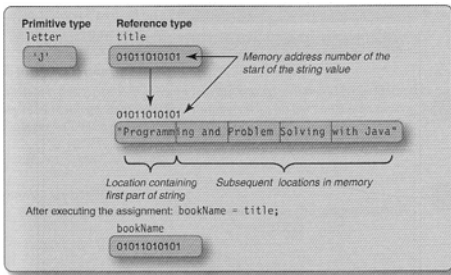 Primitive type Reference type
letter title
'J' 01011010101
Memory address number of the
start of the string value
01011010101
"Programming and Problem Solving with Java"
Location containing
first part of string
Subsequent locations in memory
After executing the assignment: bookName = title;
bookName
01011010101